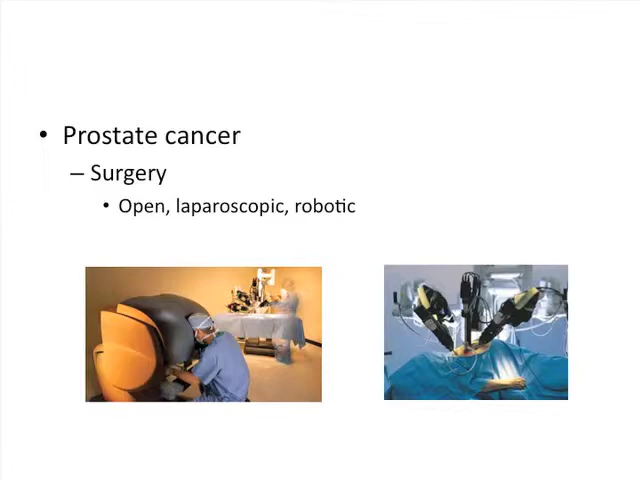 • Prostate cancer
– Surgery
• Open, laparoscopic, robotic